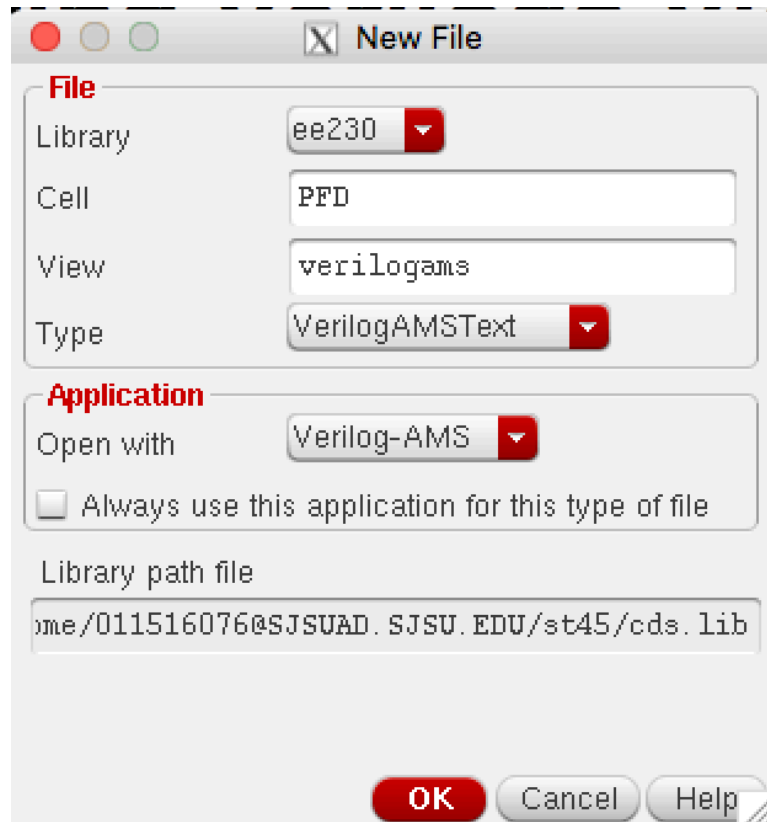 New File
File
Library ee230
Cell PFD
View verilogams
Type VerilogAMSText
Application
Open with Verilog-AMS
Always use this application for this type of file
Library path file
ome/011516076@SJSUAD.SJSU.EDU/st45/cds.lib
OK Cancel Help